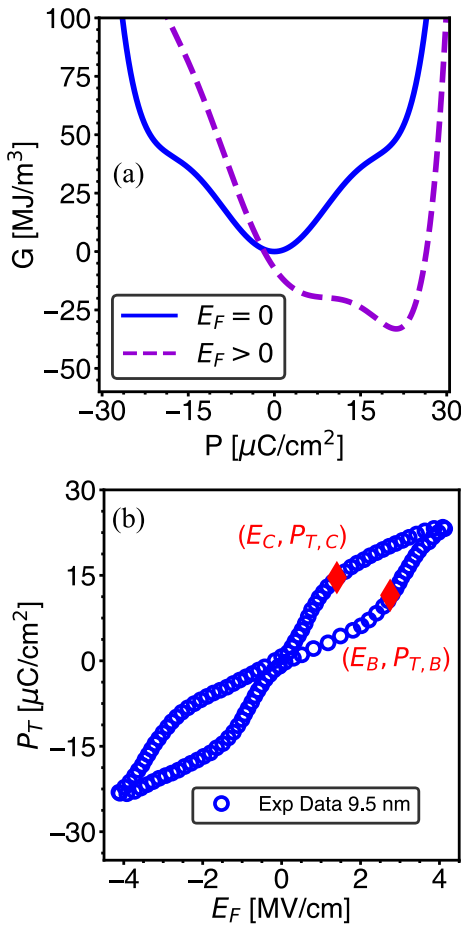 100
75
50
25
0
−25
−50
G [MJ/m³]
(a)
E_F = 0
E_F > 0
−30 −15 0 15 30
P [μC/cm²]
30
15
0
−15
−30
P_T [μC/cm²]
(b)
(E_C, P_{T,C})
(E_B, P_{T,B})
Exp Data 9.5 nm
−4 −2 0 2 4
E_F [MV/cm]